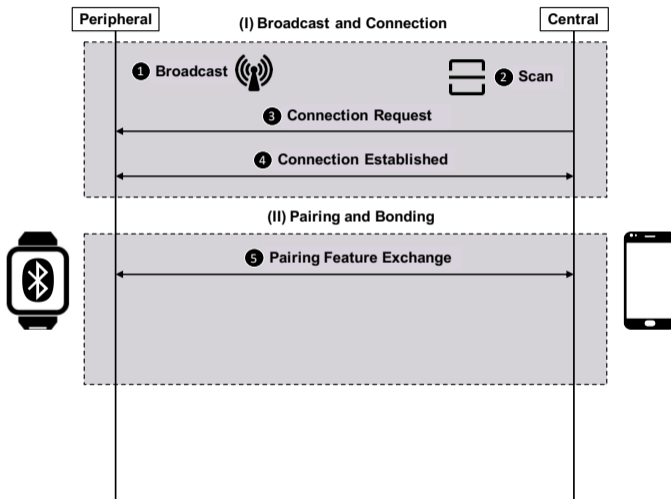 Peripheral
(I) Broadcast and Connection
Central
1 Broadcast
2 Scan
3 Connection Request
4 Connection Established
(II) Pairing and Bonding
5 Pairing Feature Exchange